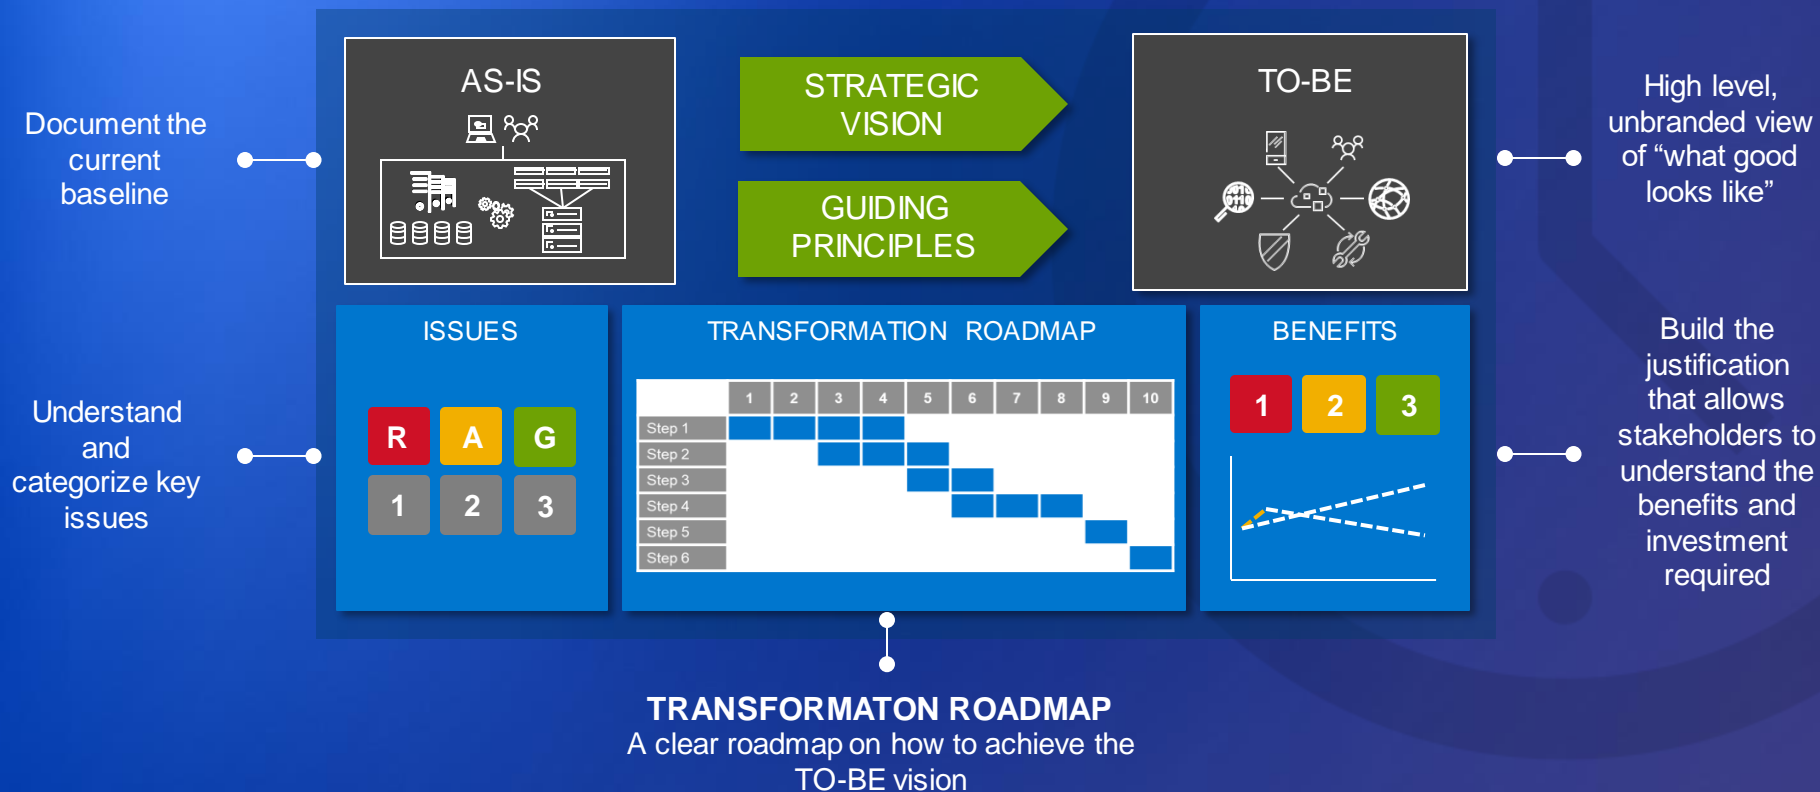 AS-IS
STRATEGIC
VISION
TO-BE
Document the
current
baseline
High level,
unbranded view
of “what good
looks like”
GUIDING
PRINCIPLES
0110
ISSUES
TRANSFORMATION ROADMAP
BENEFITS
Understand
and
categorize key
issues
R A G
1 2 3
1 2 3 4 5 6 7 8 9 10
Step 1
Step 2
Step 3
Step 4
Step 5
Step 6
1 2 3
Build the
justification
that allows
stakeholders to
understand the
benefits and
investment
required
TRANSFORMATON ROADMAP
A clear roadmap on how to achieve the
TO-BE vision